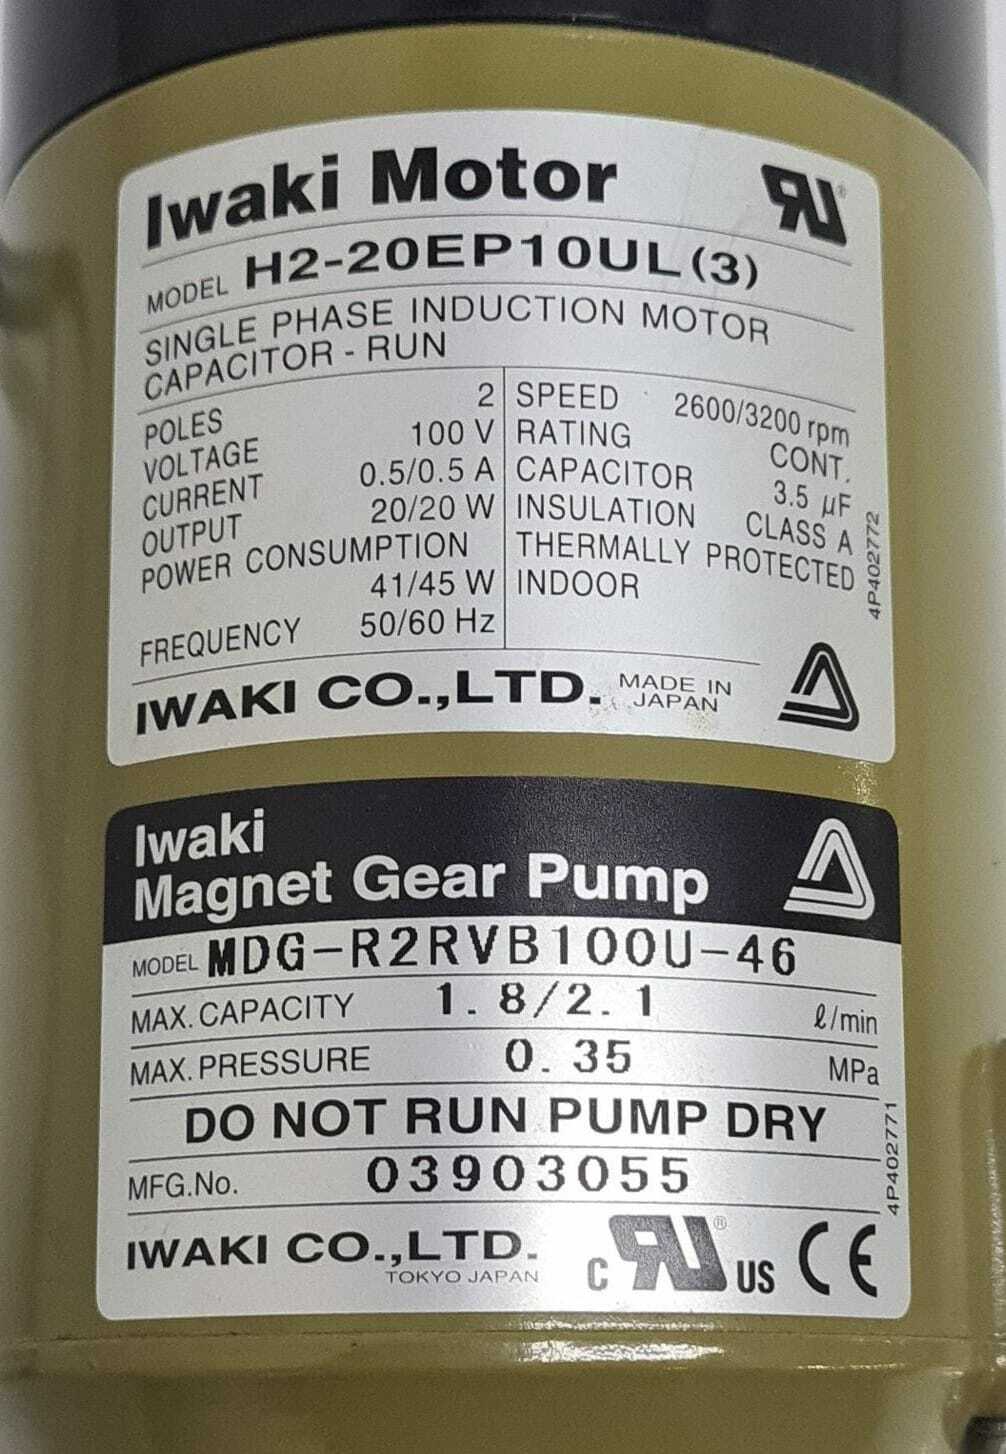 Iwaki Motor
RU®
MODEL H2-20EP10UL(3)
SINGLE PHASE INDUCTION MOTOR
CAPACITOR - RUN
POLES 2
VOLTAGE 100 V
CURRENT 0.5/0.5 A
OUTPUT 20/20 W
POWER CONSUMPTION
41/45 W
FREQUENCY 50/60 Hz
SPEED 2600/3200 rpm
RATING CONT.
CAPACITOR 3.5 μF
INSULATION CLASS A
THERMALLY PROTECTED
INDOOR
4P402772
IWAKI CO.,LTD. MADE IN
JAPAN
Iwaki
Magnet Gear Pump
MODEL MDG-R2RVB100U-46
MAX. CAPACITY 1.8/2.1 ℓ/min
MAX. PRESSURE 0.35 MPa
DO NOT RUN PUMP DRY
MFG.No. 03903055
4P402771
IWAKI CO.,LTD.
TOKYO JAPAN
C RU® US CE